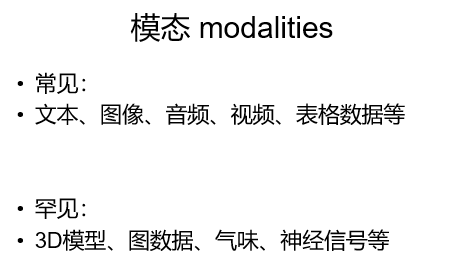 模态 modalities
• 常见：
• 文本、图像、音频、视频、表格数据等
• 罕见：
• 3D模型、图数据、气味、神经信号等